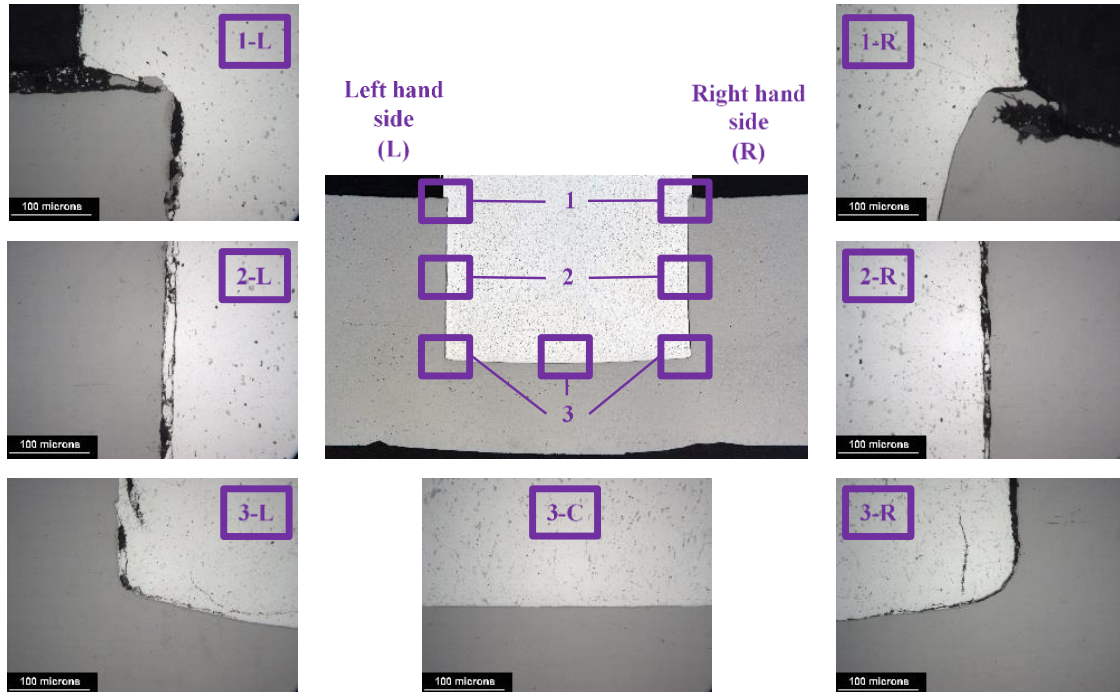 1-L
1-R
Left hand
side
(L)
Right hand
side
(R)
100 microns
1
100 microns
2-L
2
2-R
100 microns
3
100 microns
3-L
3-C
3-R
100 microns
100 microns
100 microns